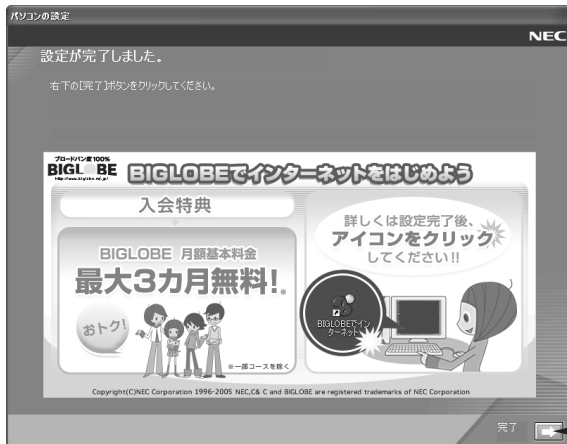 パソコンの設定
NEC
設定が完了しました。
右下の[完了]ボタンをクリックしてください。
ブロードバンド度100%
BIGLOBE
http://www.biglobe.ne.jp/
BIGLOBEでインターネットをはじめよう
入会特典
BIGLOBE 月額基本料金
最大3カ月無料!※
おトク!
※一部コースを除く
詳しくは設定完了後、
アイコンをクリック
してください!!
BIGLOBEでイン
ターネット
Copyright(C)NEC Corporation 1996-2005 NEC,C& C and BIGLOBE are registered trademarks of NEC Corporation
完了